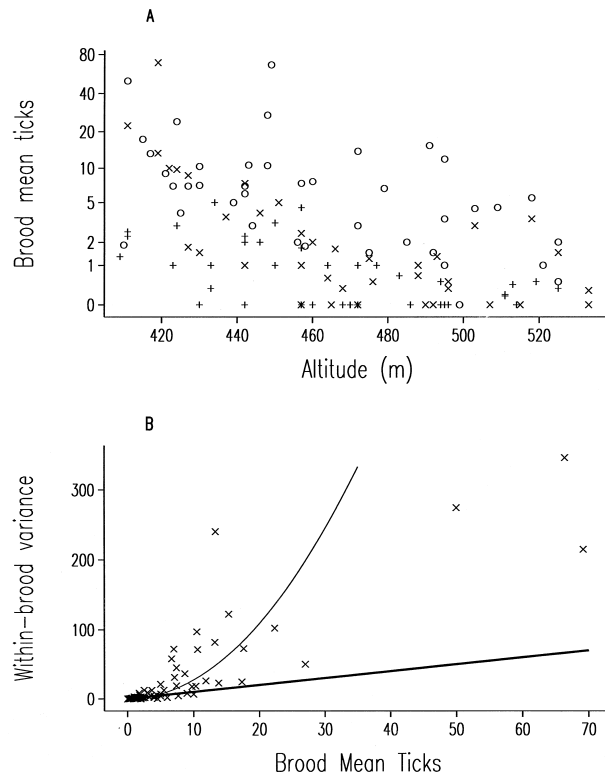 A
Brood mean ticks
80
40
20
10
5
2
1
0
420 440 460 480 500 520
Altitude (m)
B
Within-brood variance
300
200
100
0
0 10 20 30 40 50 60 70
Brood Mean Ticks